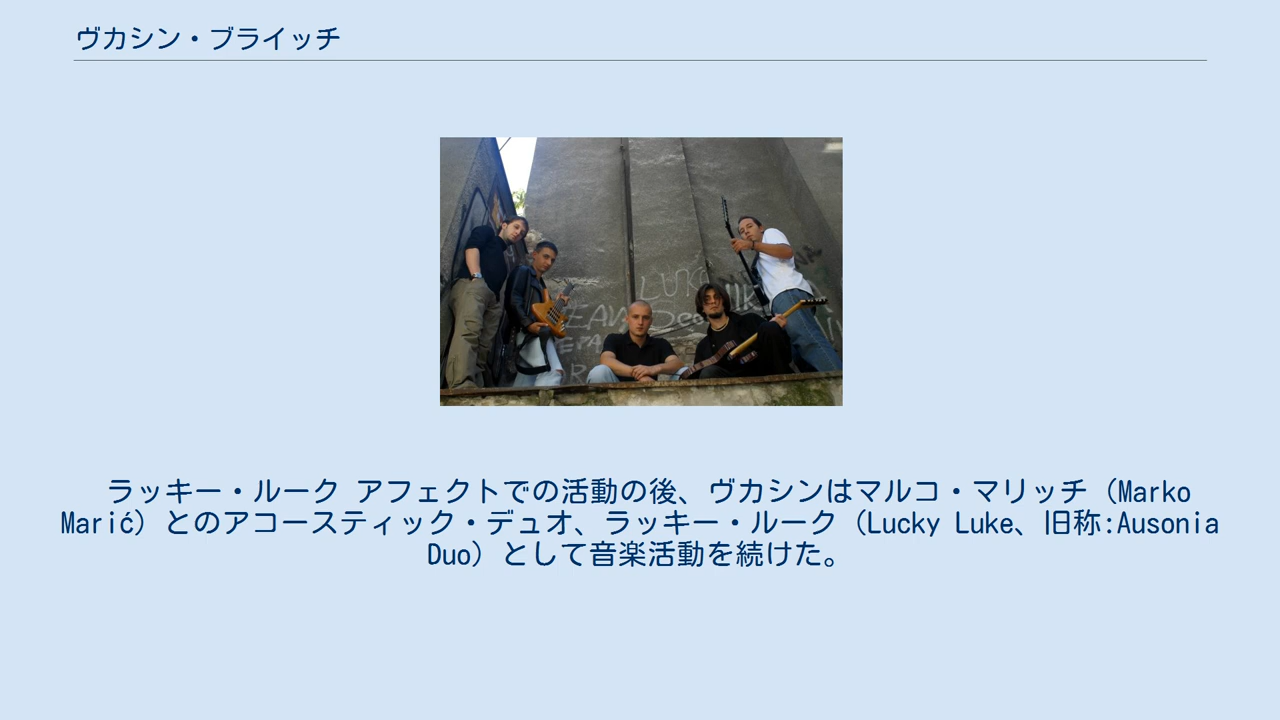 ヴカシン・ブライッチ
LUKA
Deo
ラッキー・ルーク アフェクトでの活動の後、ヴカシンはマルコ・マリッチ（Marko
Marić）とのアコースティック・デュオ、ラッキー・ルーク（Lucky Luke、旧称:Ausonia
Duo）として音楽活動を続けた。